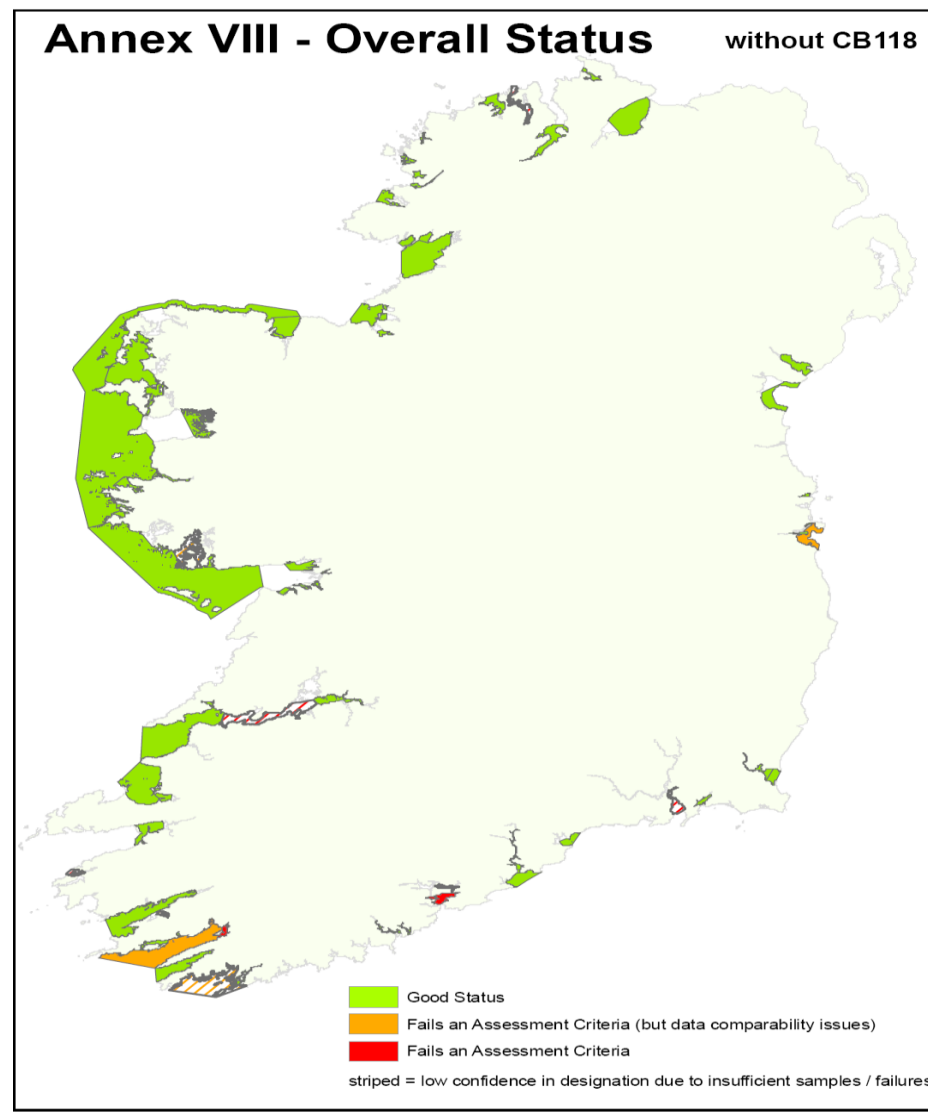 Annex VIII - Overall Status
without CB118
Good Status
Fails an Assessment Criteria (but data comparability issues)
Fails an Assessment Criteria
striped = low confidence in designation due to insufficient samples / failures